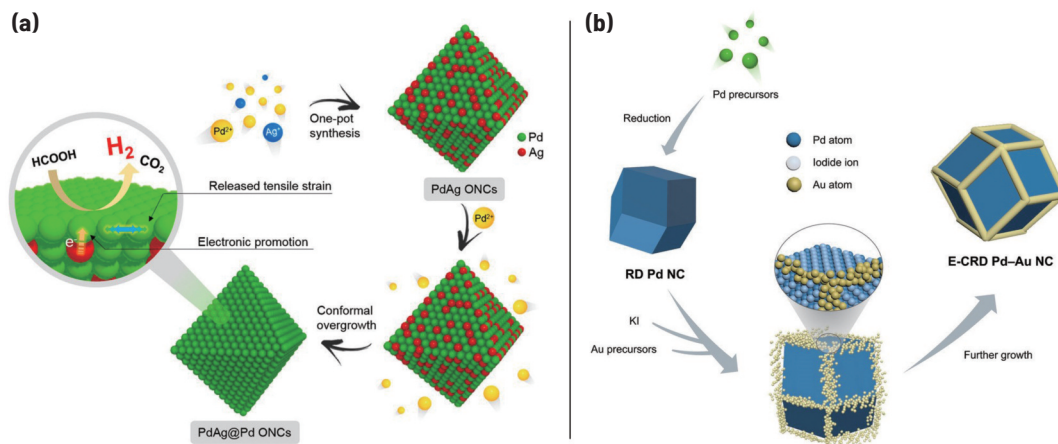 (a)
Pd²⁺
Ag⁺
One-pot
synthesis
Pd
Ag
PdAg ONCs
HCOOH
H₂
CO₂
Released tensile strain
e⁻
Electronic promotion
Pd²⁺
Conformal
overgrowth
PdAg@Pd ONCs
(b)
Pd precursors
Reduction
Pd atom
Iodide ion
Au atom
RD Pd NC
E-CRD Pd–Au NC
KI
Au precursors
Further growth